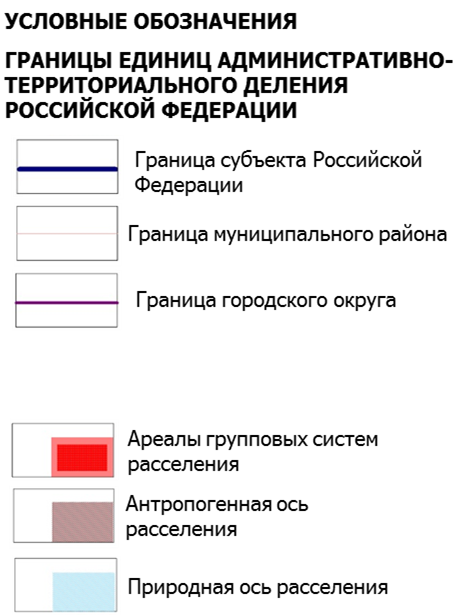 УСЛОВНЫЕ ОБОЗНАЧЕНИЯ
ГРАНИЦЫ ЕДИНИЦ АДМИНИСТРАТИВНО-
ТЕРРИТОРИАЛЬНОГО ДЕЛЕНИЯ
РОССИЙСКОЙ ФЕДЕРАЦИИ
Граница субъекта Российской
Федерации
Граница муниципального района
Граница городского округа
Ареалы групповых систем
расселения
Антропогенная ось
расселения
Природная ось расселения